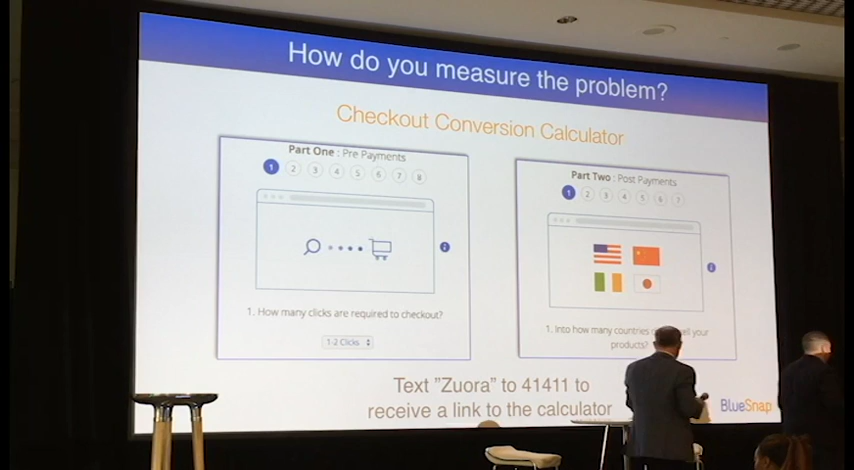 How do you measure the problem?
Checkout Conversion Calculator
Part One : Pre Payments
1 2 3 4 5 6 7 8
1. How many clicks are required to checkout?
1-2 Clicks
Part Two : Post Payments
1 2 3 4 5 6 7
1. Into how many countries sell your
products?
Text "Zuora" to 41411 to
receive a link to the calculator
BlueSnap